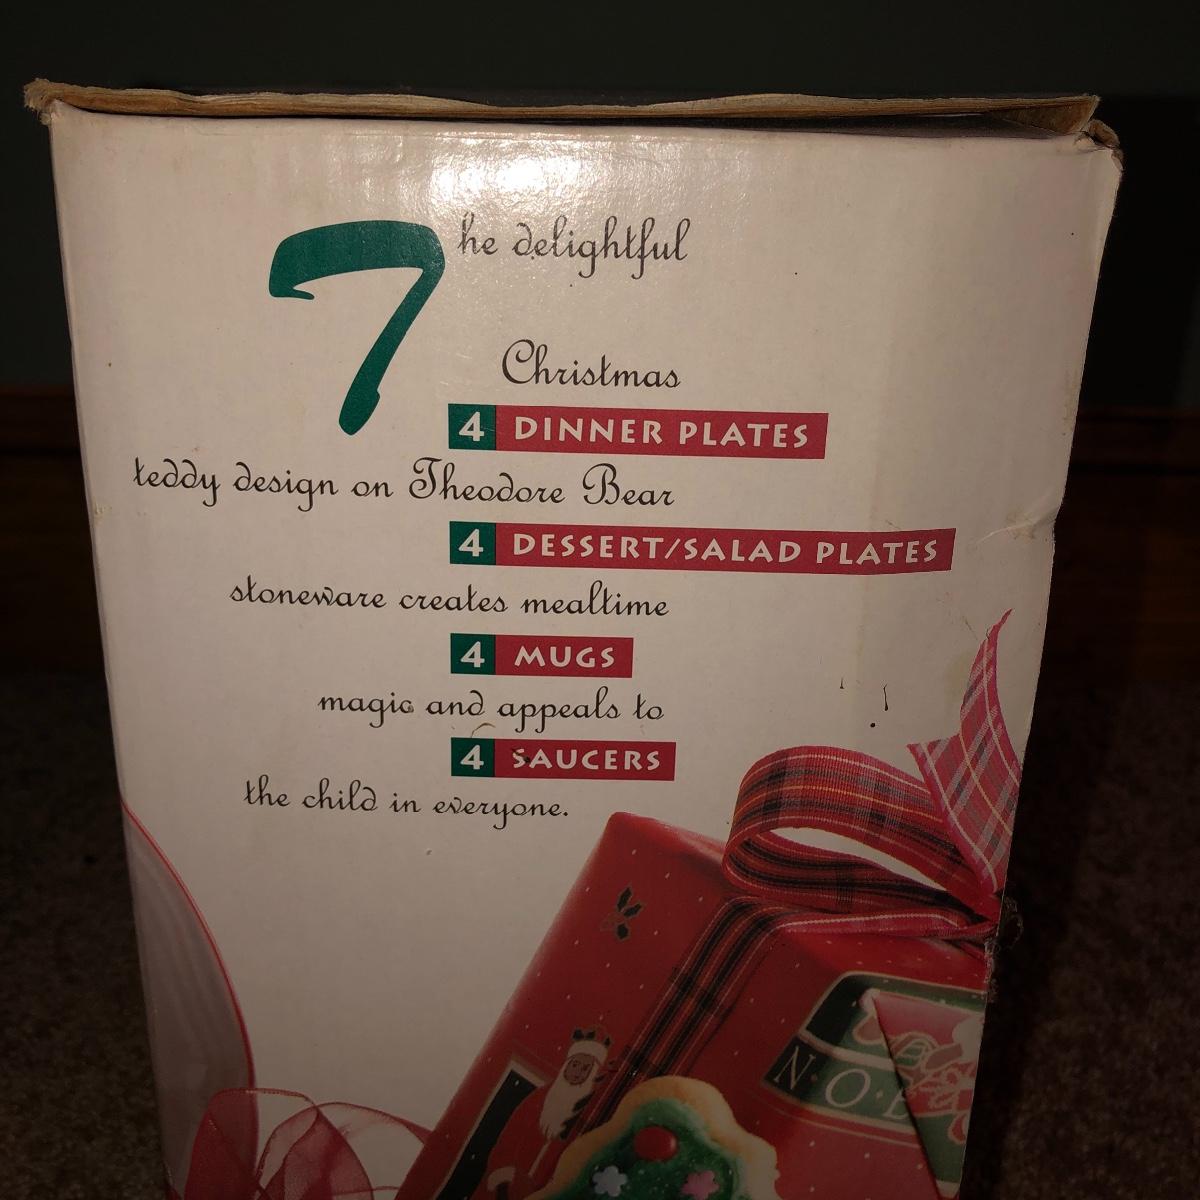 The delightful
Christmas
4 DINNER PLATES
teddy design on Theodore Bear
4 DESSERT/SALAD PLATES
stoneware creates mealtime
4 MUGS
magic and appeals to
4 SAUCERS
the child in everyone.
N·O·E